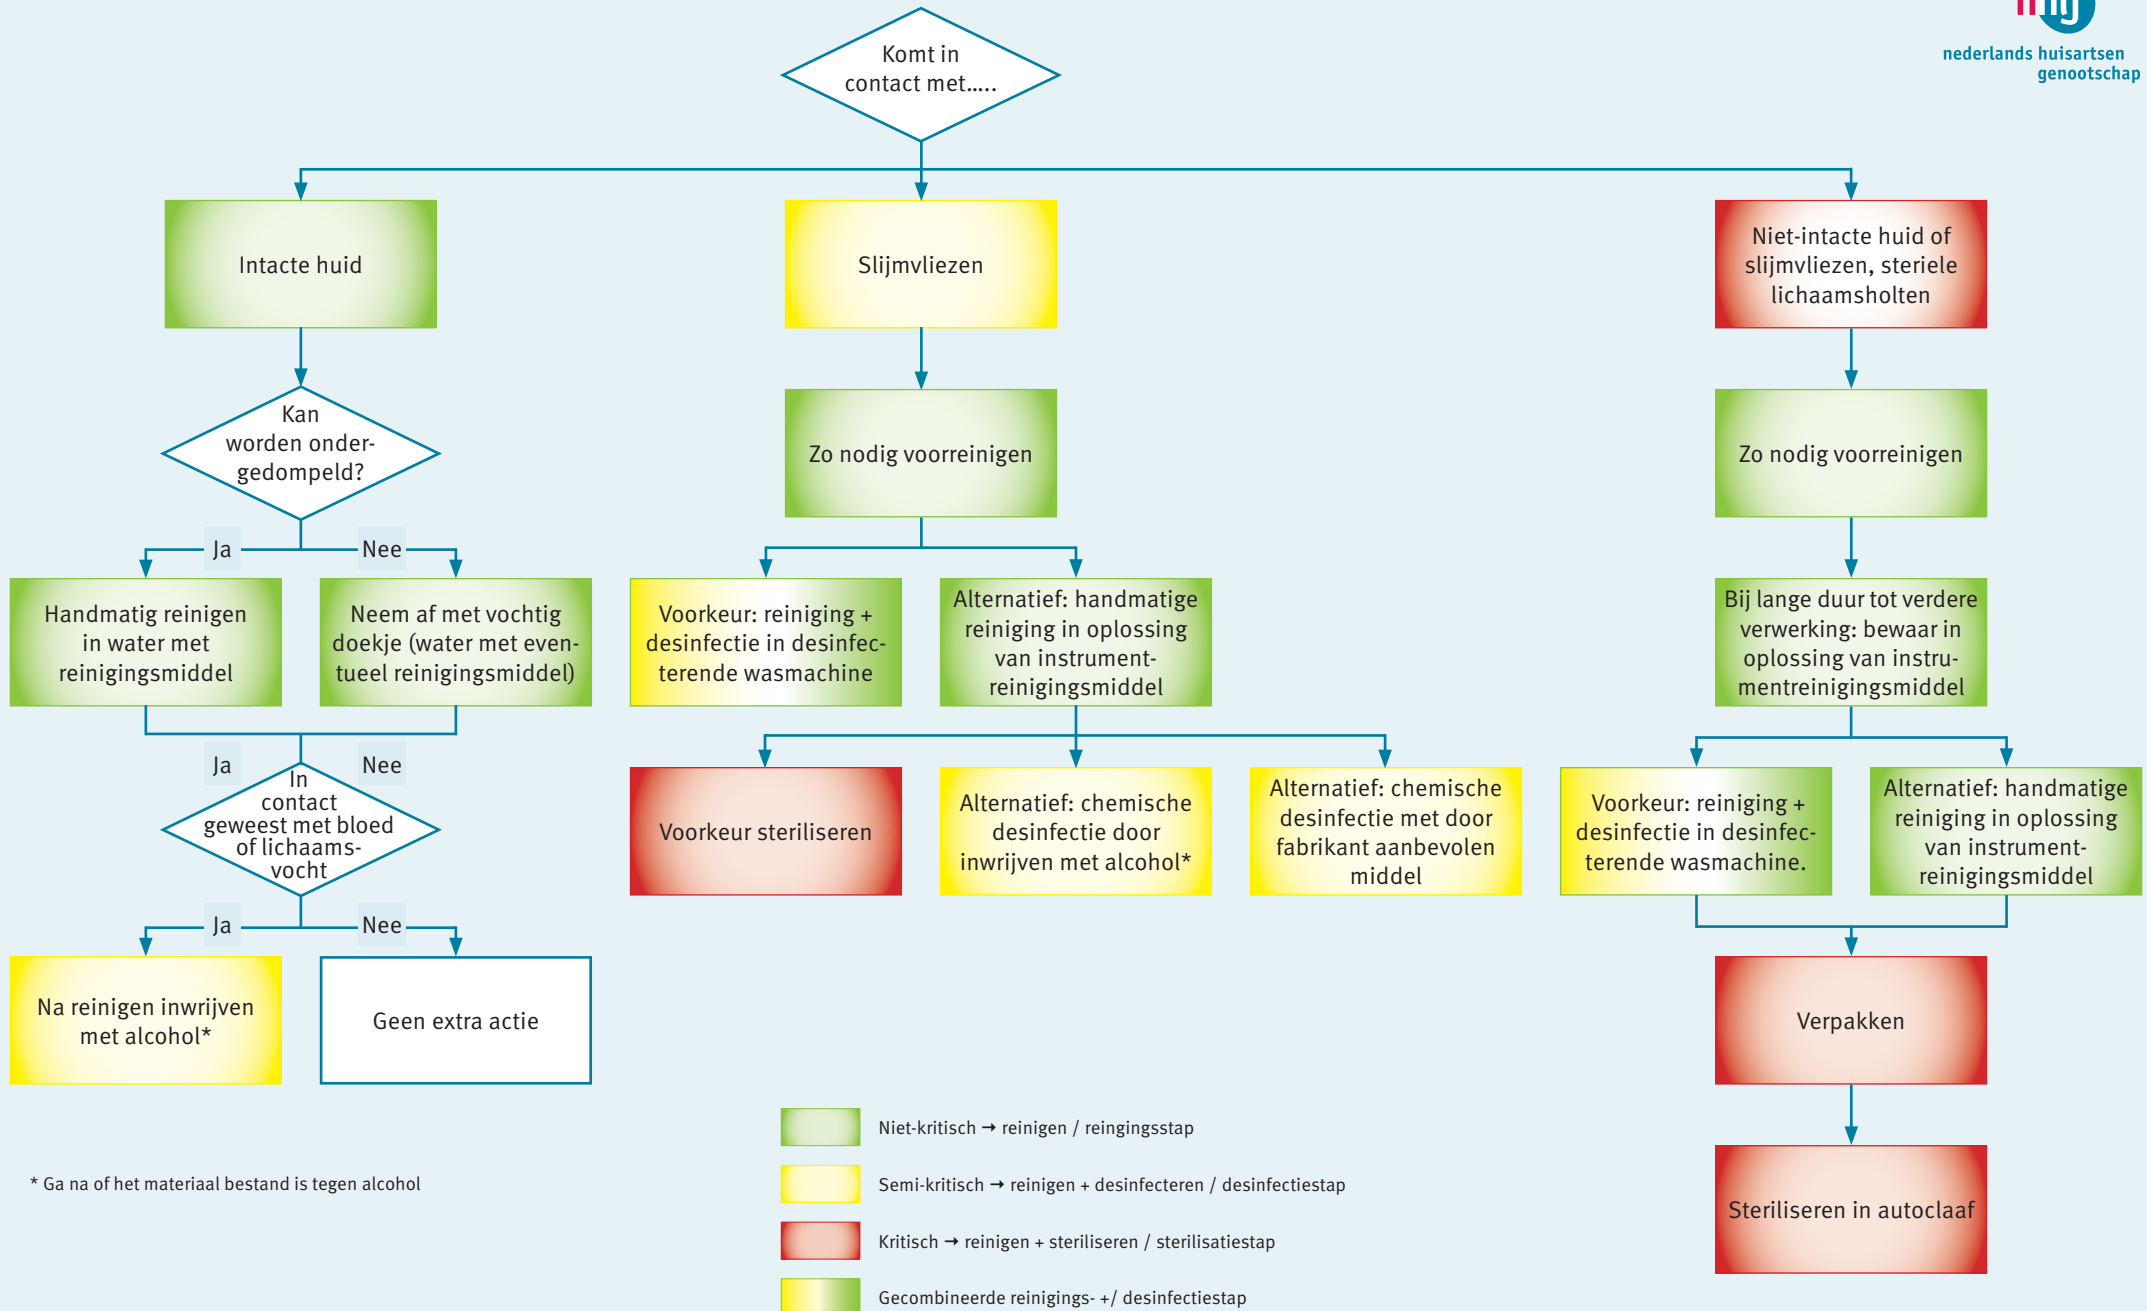 Komt in
contact met.....
nhg
nederlands huisartsen
genootschap
Intacte huid
Slijmvliezen
Niet-intacte huid of
slijmvliezen, steriele
lichaamsholten
Kan
worden onder-
gedompeld?
Zo nodig voorreinigen
Zo nodig voorreinigen
Ja
Nee
Handmatig reinigen
in water met
reinigingsmiddel
Neem af met vochtig
doekje (water met even-
tueel reinigingsmiddel)
Voorkeur: reiniging +
desinfectie in desinfec-
terende wasmachine
Alternatief: handmatige
reiniging in oplossing
van instrument-
reinigingsmiddel
Bij lange duur tot verdere
verwerking: bewaar in
oplossing van instru-
mentreinigingsmiddel
Ja
Nee
In
contact
geweest met bloed
of lichaams-
vocht
Voorkeur steriliseren
Alternatief: chemische
desinfectie door
inwrijven met alcohol*
Alternatief: chemische
desinfectie met door
fabrikant aanbevolen
middel
Voorkeur: reiniging +
desinfectie in desinfec-
terende wasmachine.
Alternatief: handmatige
reiniging in oplossing
van instrument-
reinigingsmiddel
Ja
Nee
Na reinigen inwrijven
met alcohol*
Geen extra actie
Verpakken
Steriliseren in autoclaaf
* Ga na of het materiaal bestand is tegen alcohol
Niet-kritisch → reinigen / reingingsstap
Semi-kritisch → reinigen + desinfecteren / desinfectiestap
Kritisch → reinigen + steriliseren / sterilisatiestap
Gecombineerde reinigings- +/ desinfectiestap